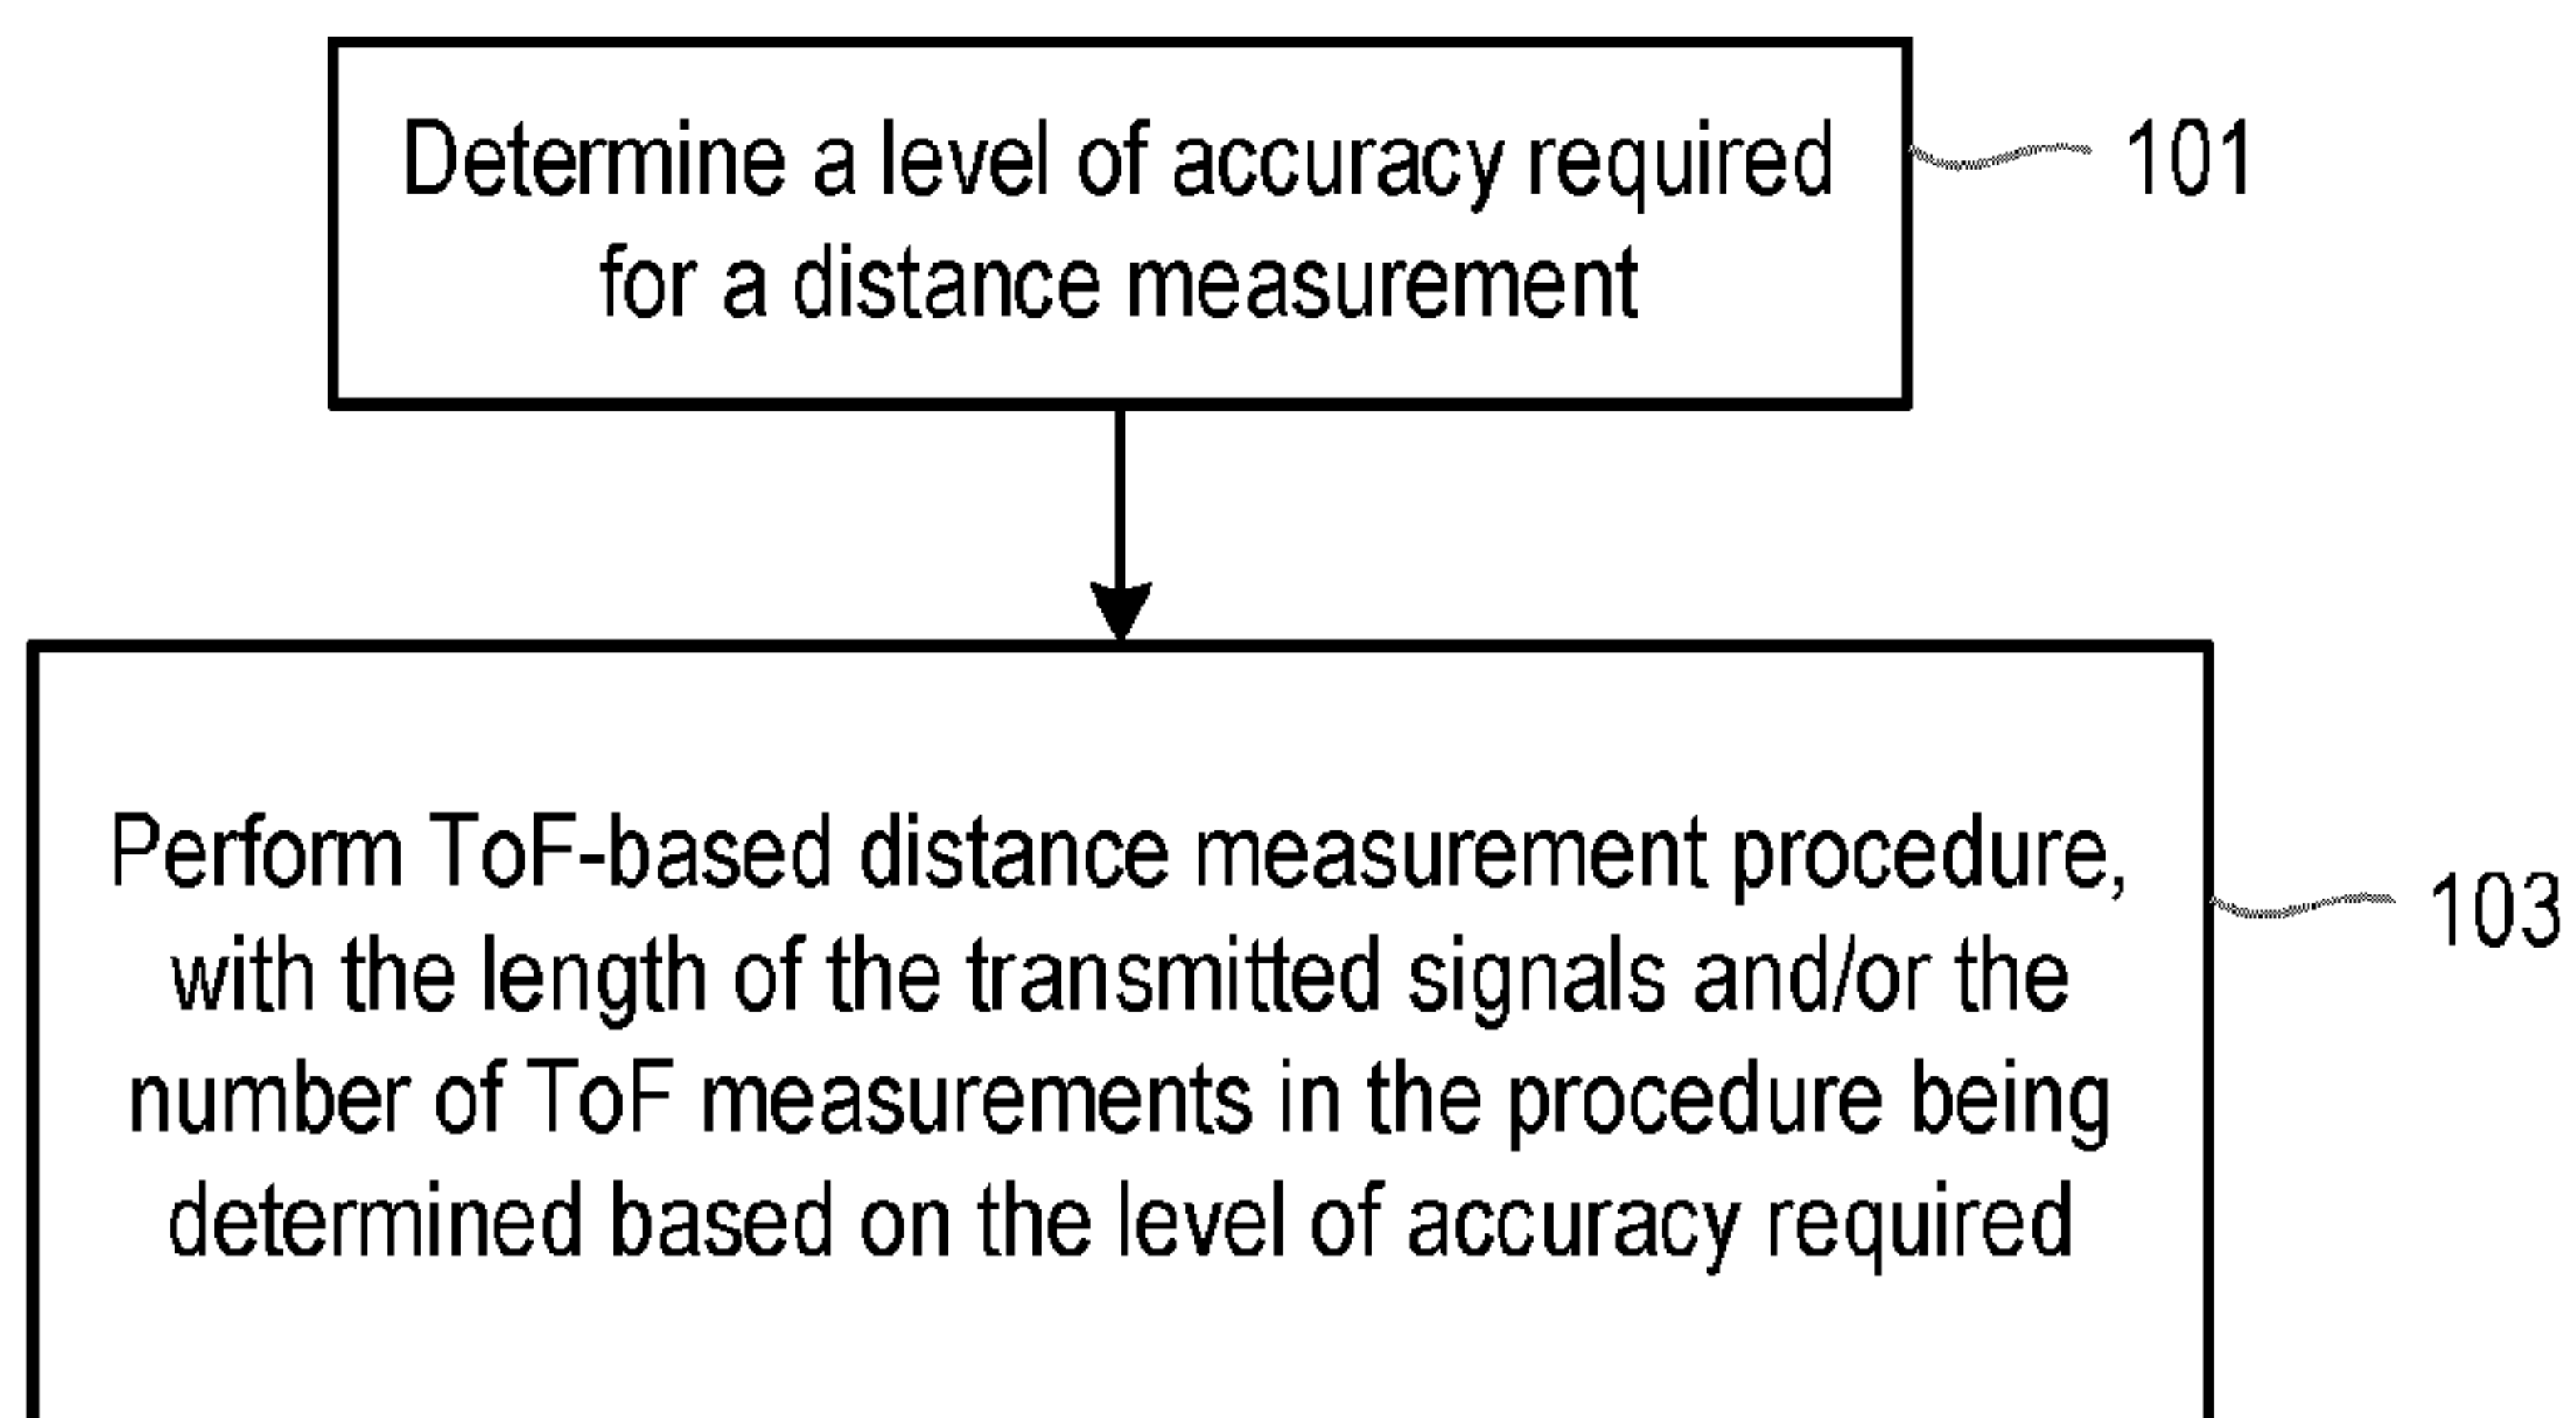 Determine a level of accuracy required
for a distance measurement
101
Perform ToF-based distance measurement procedure,
with the length of the transmitted signals and/or the
number of ToF measurements in the procedure being
determined based on the level of accuracy required
103